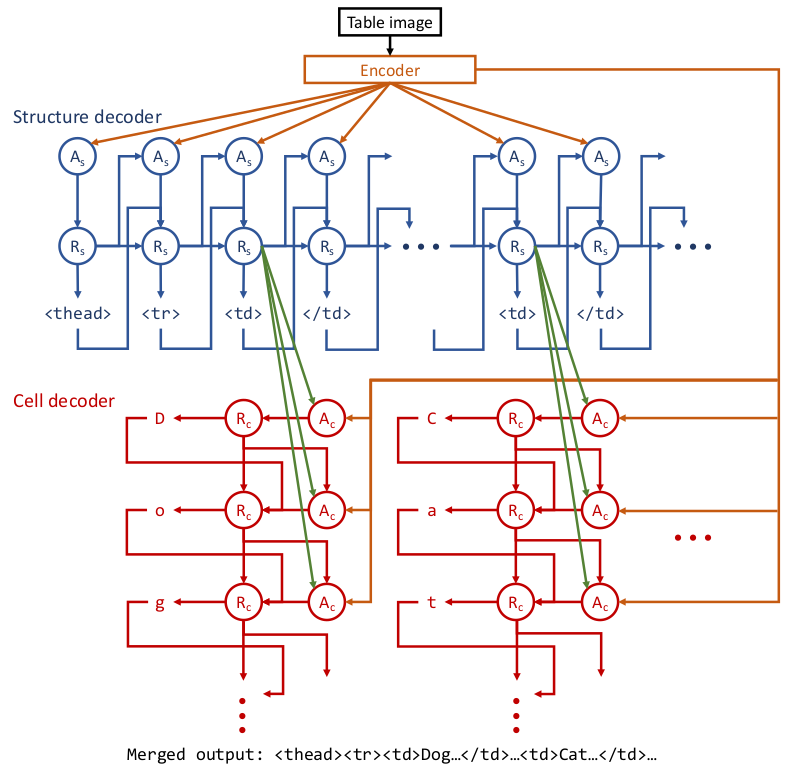 Table image
Encoder
Structure decoder
As As As As As As
Rs Rs Rs Rs ... Rs Rs ...
<thead> <tr> <td> </td> <td> </td>
Cell decoder
D Rc Ac C Rc Ac
o Rc Ac a Rc Ac
...
g Rc Ac t Rc Ac
Merged output: <thead><tr><td>Dog…</td>…<td>Cat…</td>…